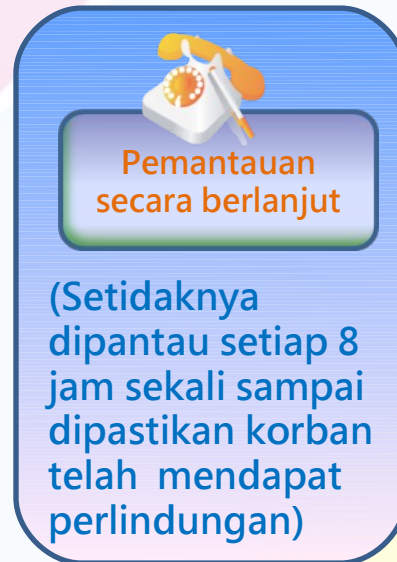 Pemantauan
secara berlanjut
(Setidaknya
dipantau setiap 8
jam sekali sampai
dipastikan korban
telah mendapat
perlindungan)